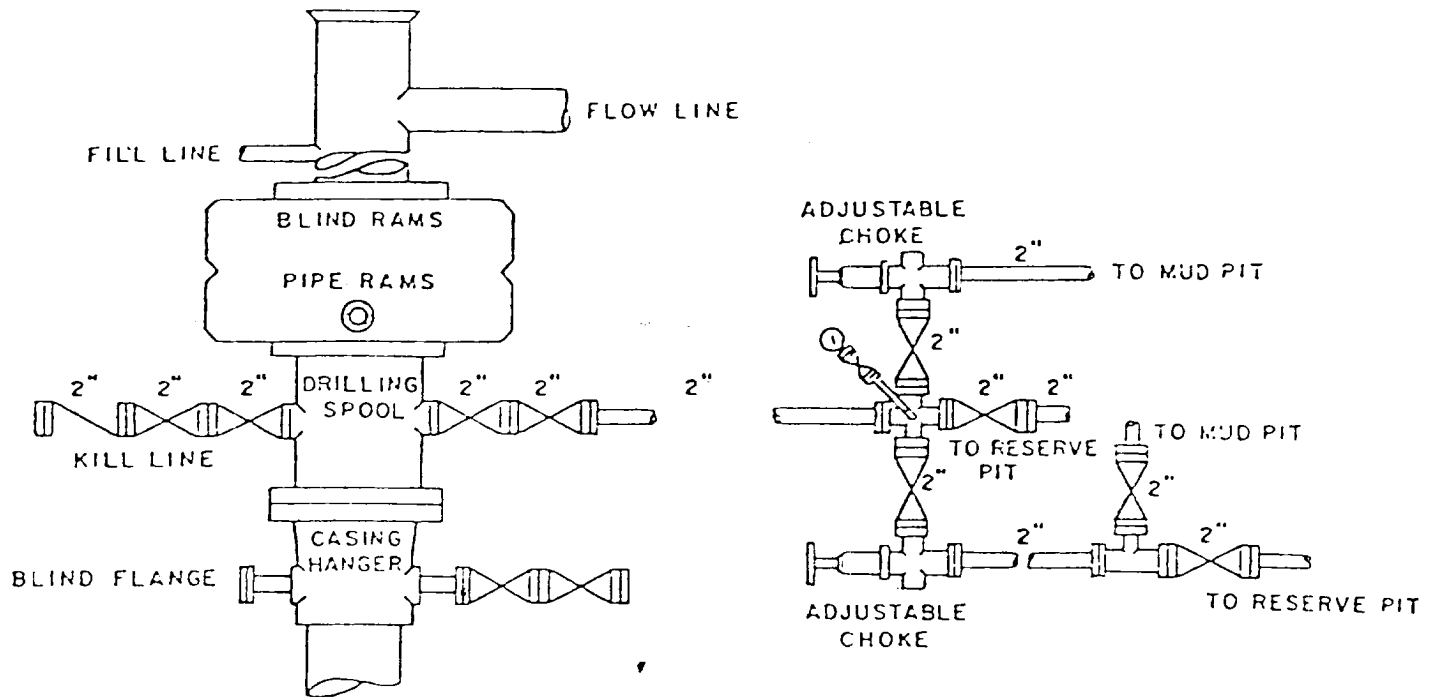 FLOW LINE
FILL LINE
BLIND RAMS
PIPE RAMS
2" 2" 2" DRILLING 2" 2" 2"
SPOOL
KILL LINE
CASING
HANGER
BLIND FLANGE
ADJUSTABLE
CHOKE
2"
TO MUD PIT
2"
2" 2"
TO RESERVE
PIT
TO MUD PIT
2"
2"
2"
2"
TO RESERVE PIT
ADJUSTABLE
CHOKE